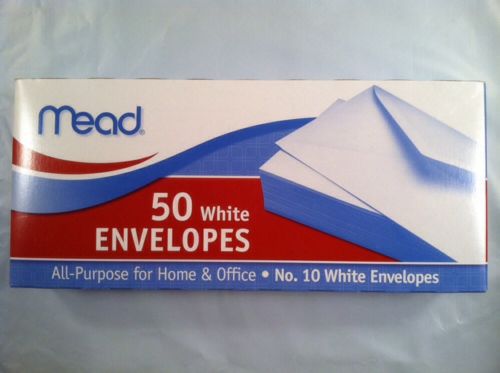 Mead®
50 White
ENVELOPES
All-Purpose for Home & Office • No. 10 White Envelopes